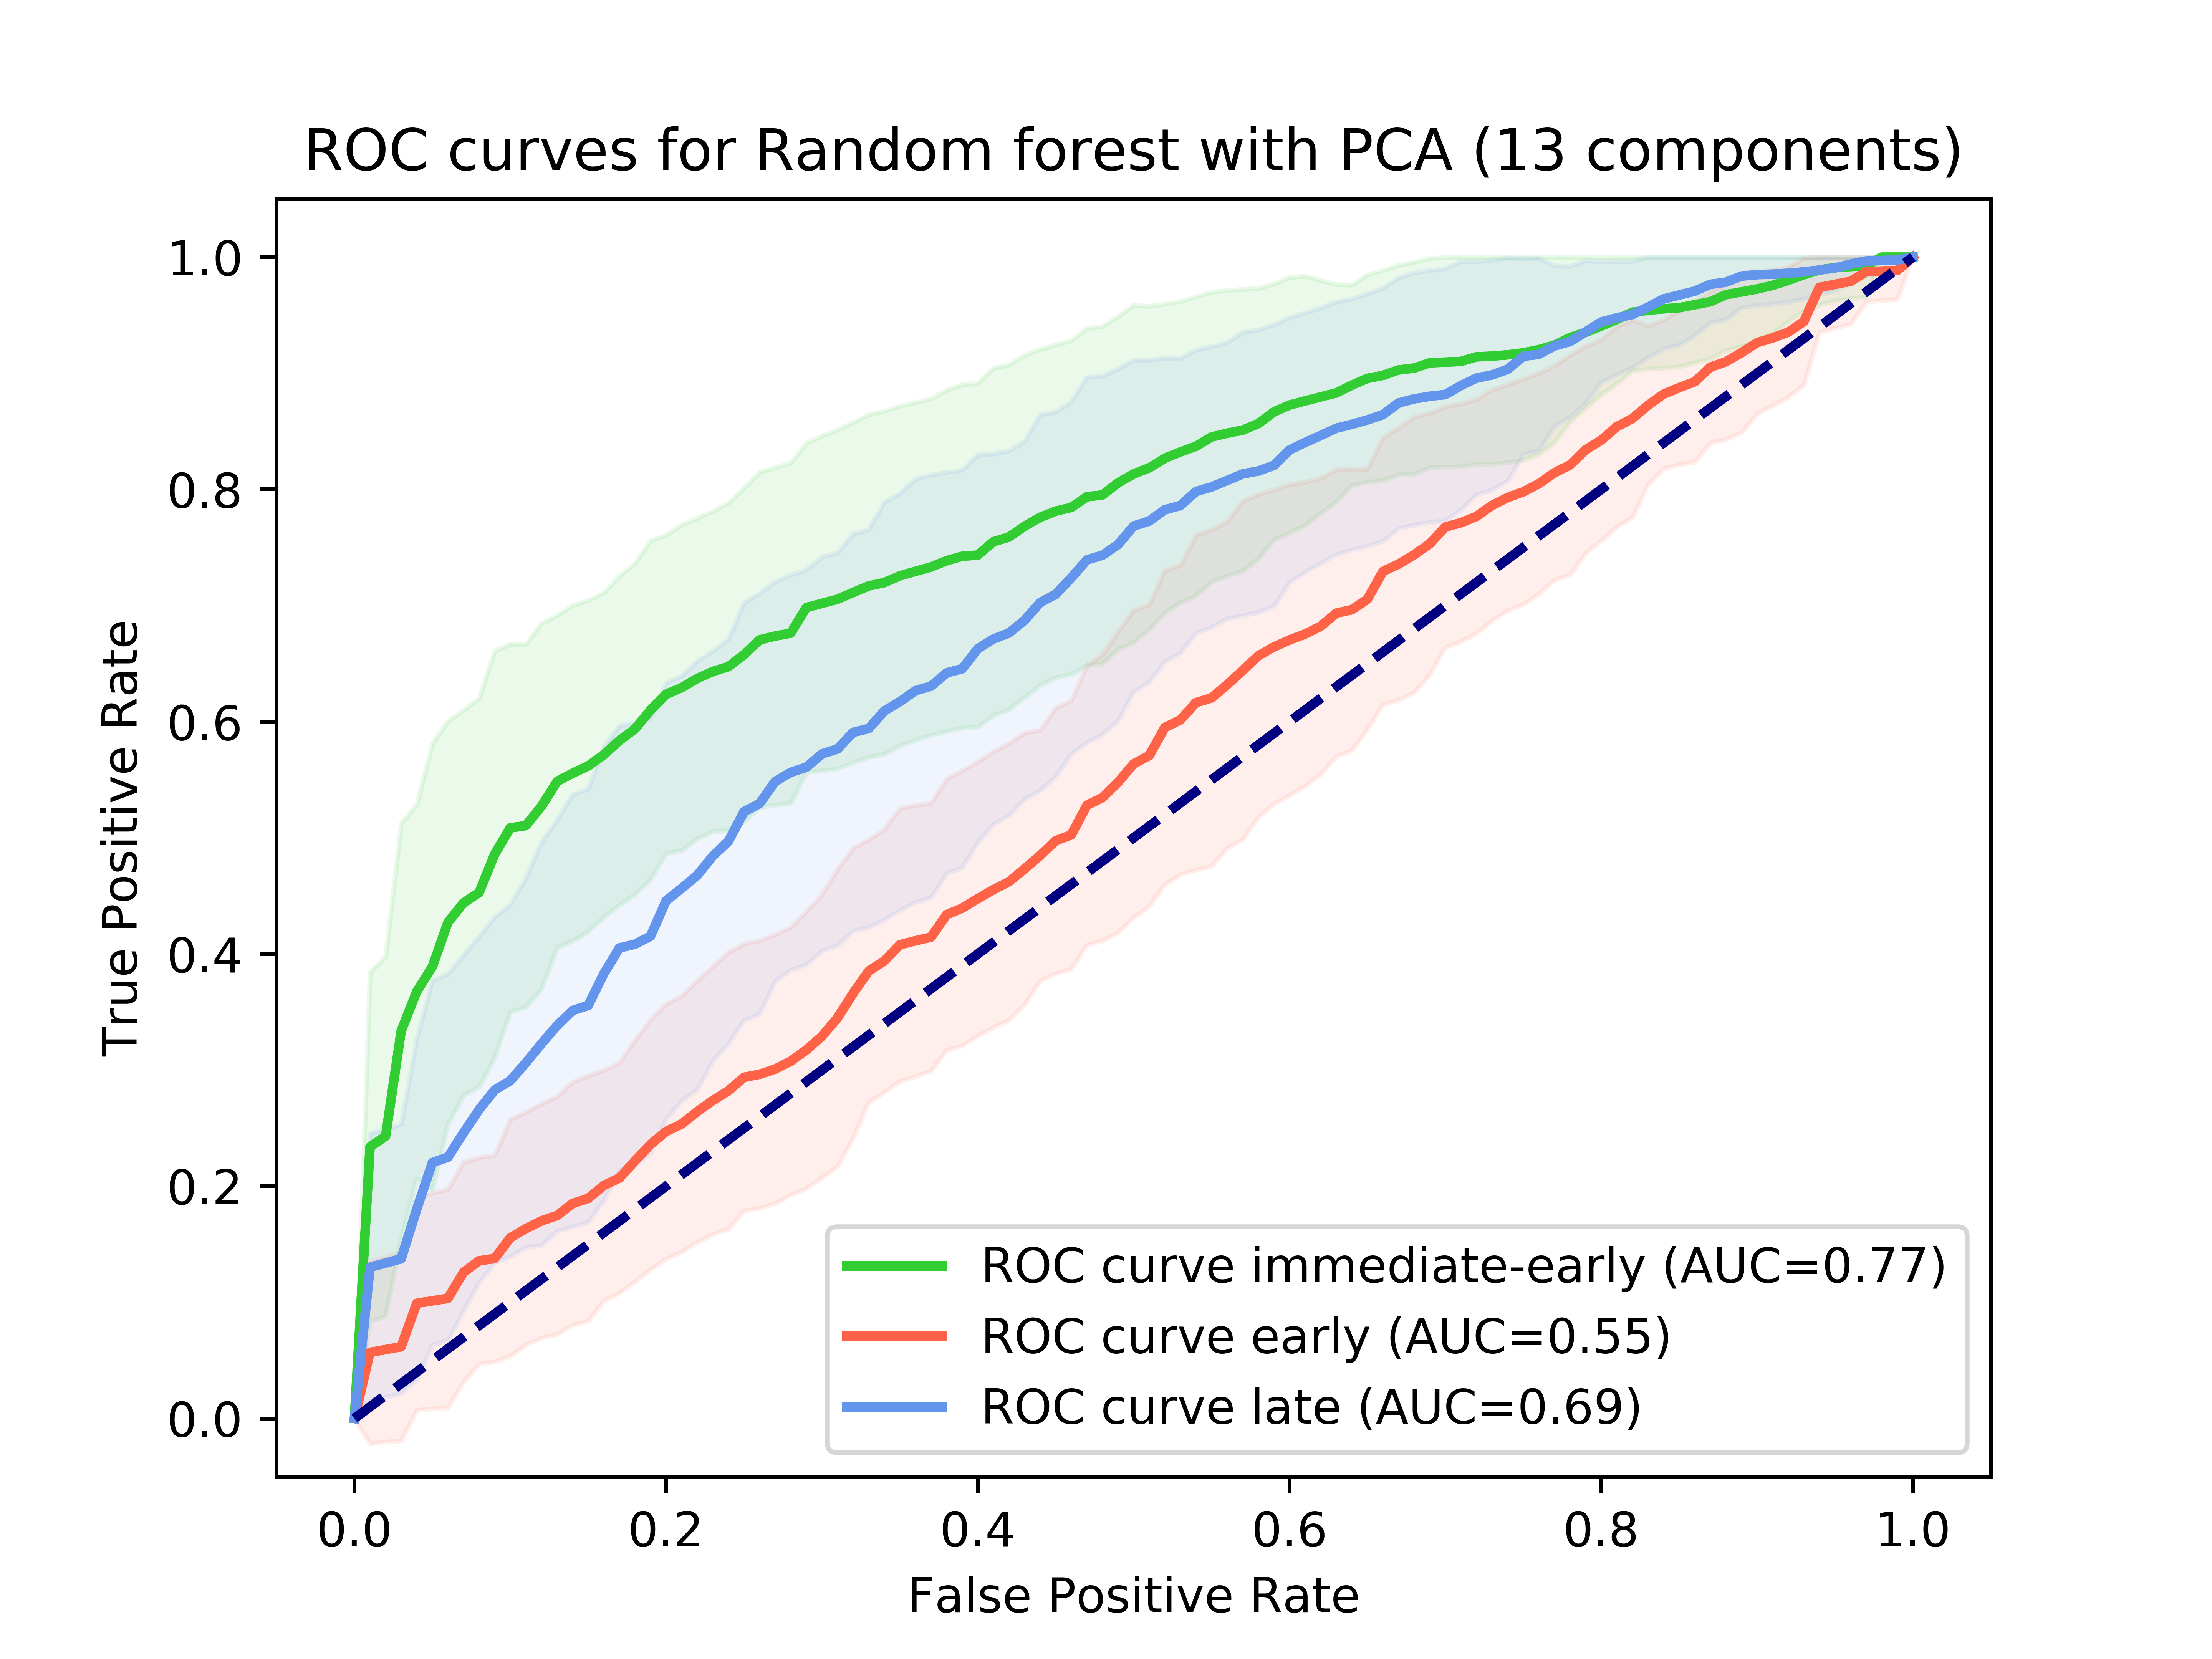 ROC curves for Random forest with PCA (13 components)
True Positive Rate
1.0
0.8
0.6
0.4
0.2
0.0
ROC curve immediate-early (AUC=0.77)
ROC curve early (AUC=0.55)
ROC curve late (AUC=0.69)
0.0 0.2 0.4 0.6 0.8 1.0
False Positive Rate